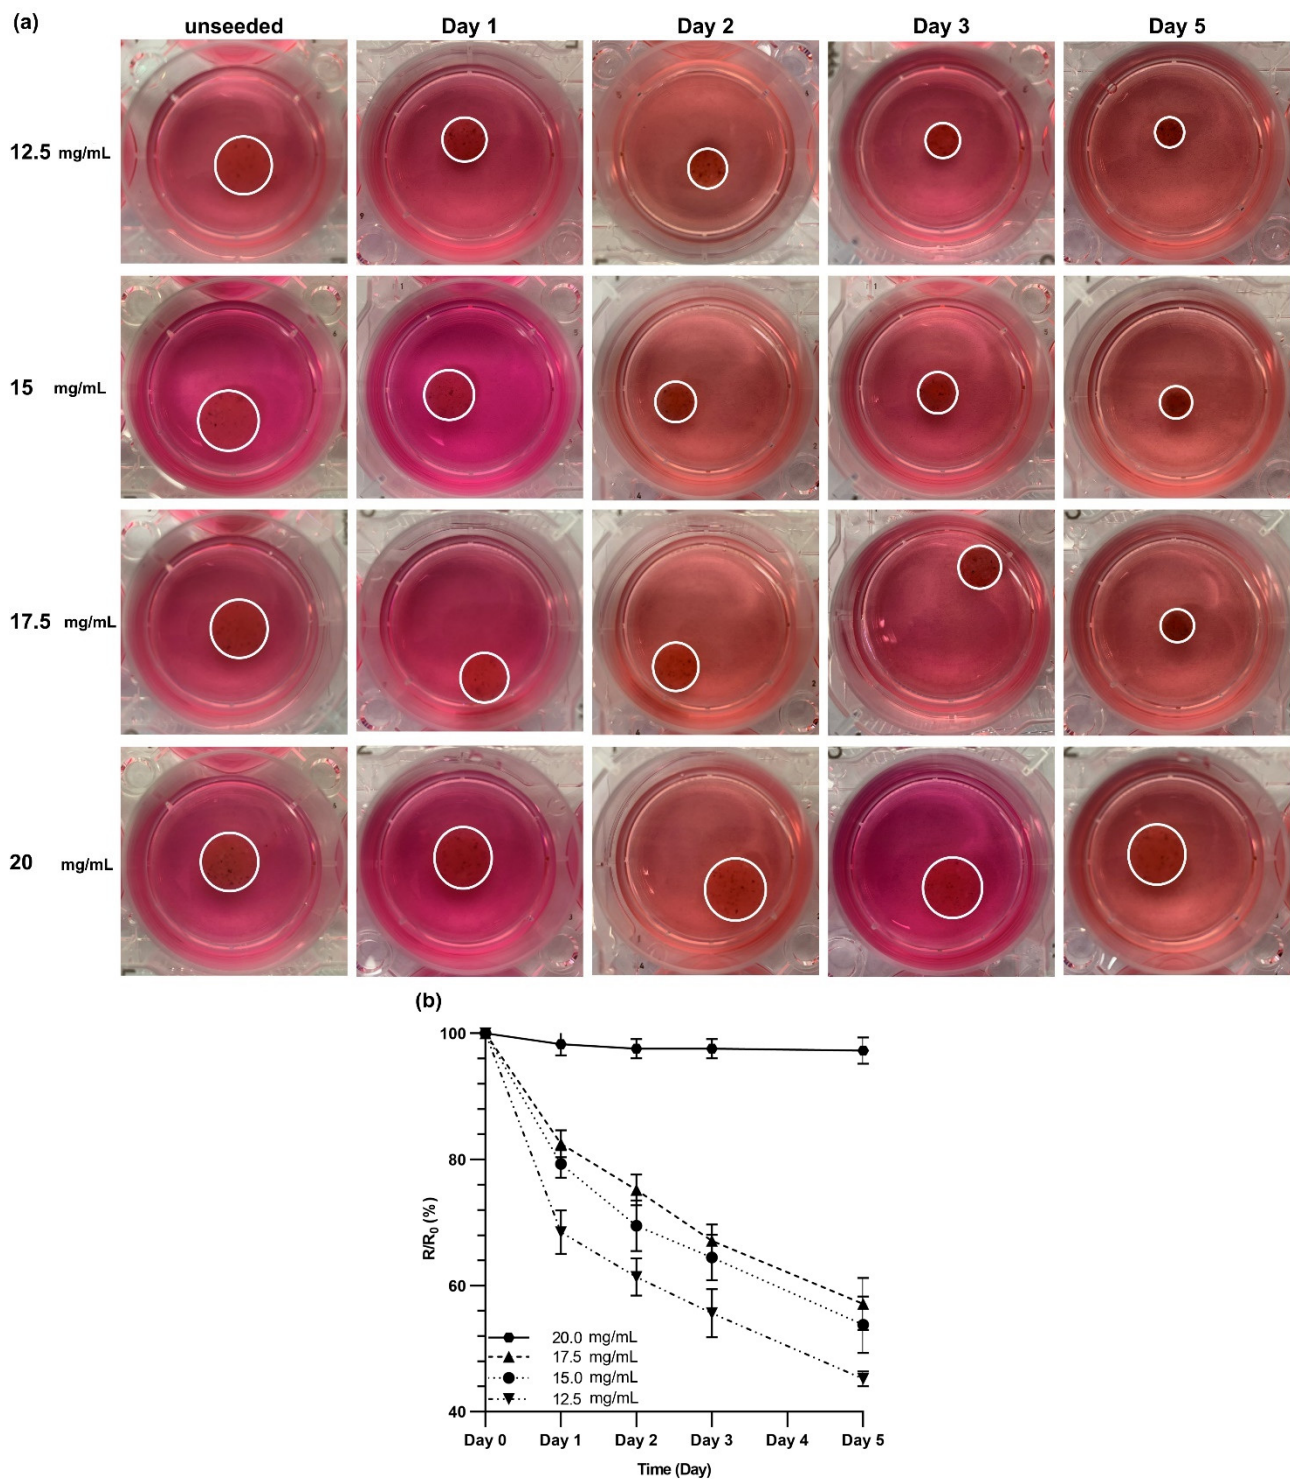 (a)
unseeded Day 1 Day 2 Day 3 Day 5
12.5 mg/mL
15 mg/mL
17.5 mg/mL
20 mg/mL
(b)
100
80
60
40
R/R₀ (%)
20.0 mg/mL
17.5 mg/mL
15.0 mg/mL
12.5 mg/mL
Day 0 Day 1 Day 2 Day 3 Day 4 Day 5
Time (Day)